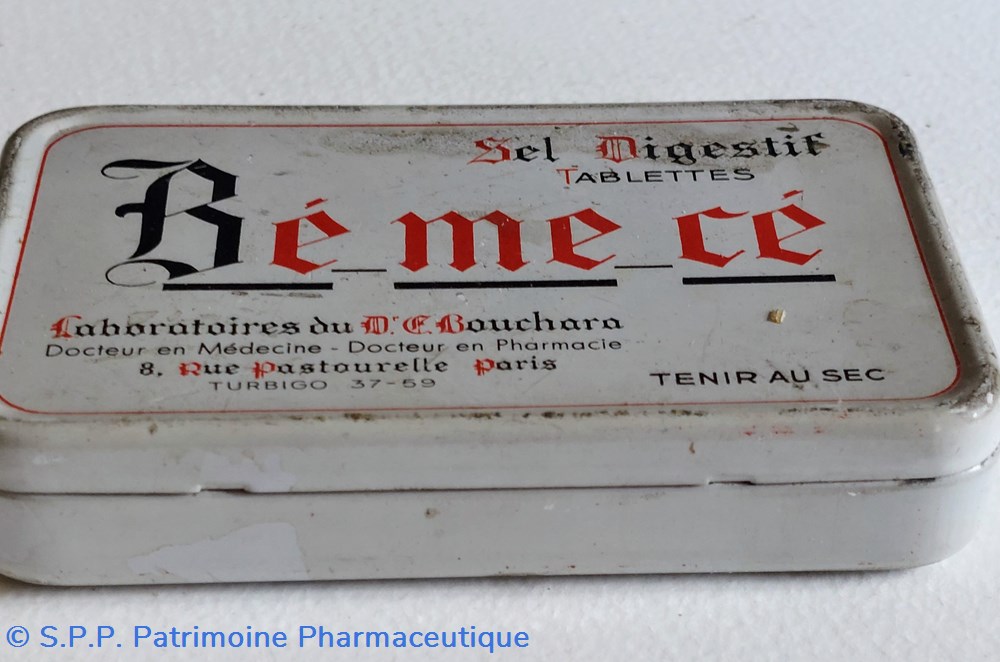 Sel Digestif
TABLETTES
Bé_me_cé
Laboratoires du Dr. E. Bouchara
Docteur en Médecine - Docteur en Pharmacie
8, Rue Pastourelle Paris
TURBIGO 37-59
TENIR AU SEC
© S.P.P. Patrimoine Pharmaceutique